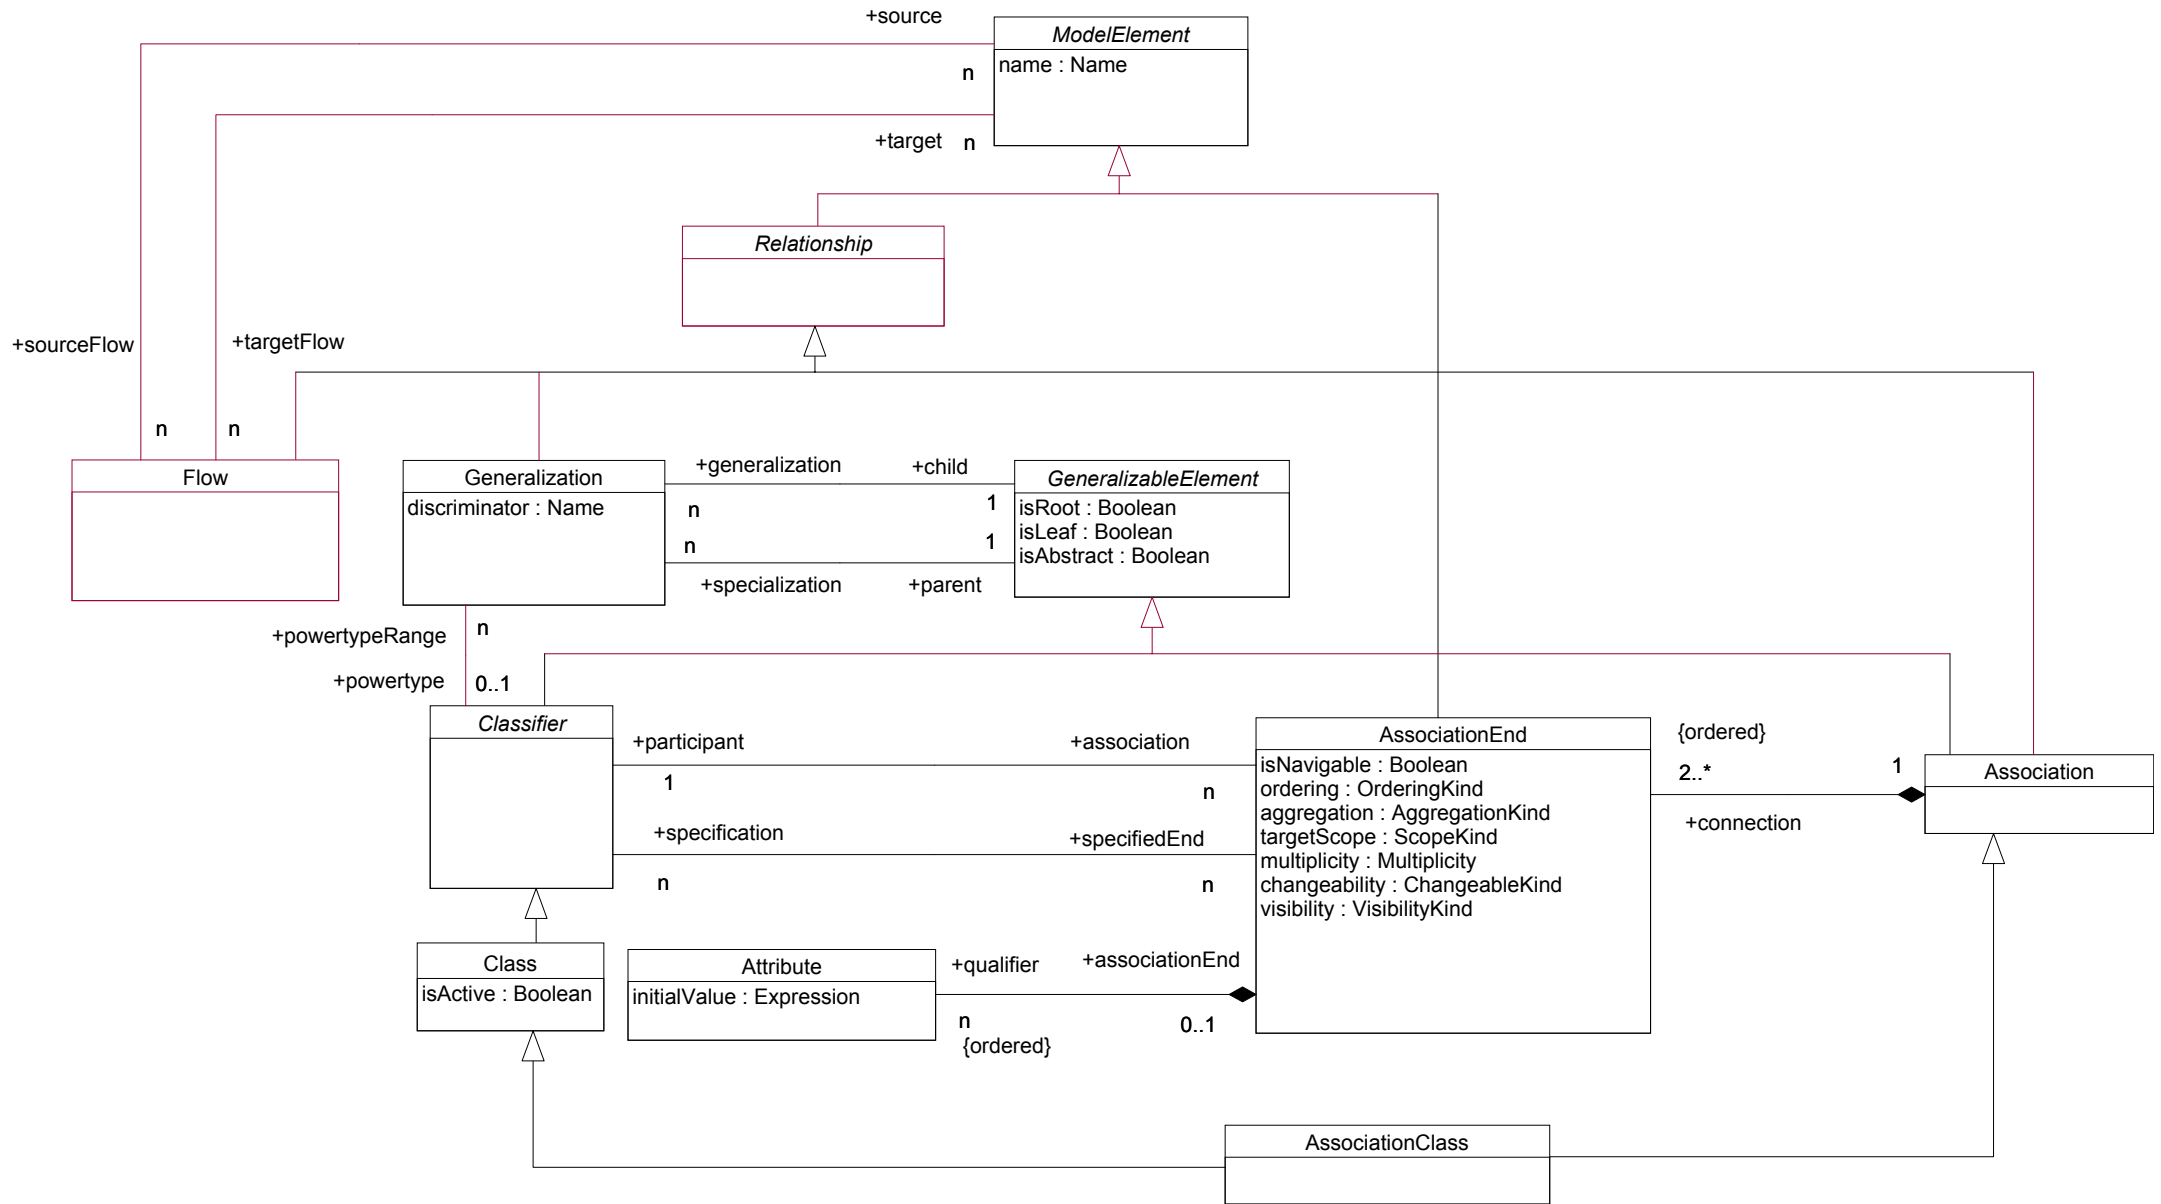 +source
ModelElement
name : Name
n
+target n
Relationship
+sourceFlow
+targetFlow
n
n
Flow
Generalization
discriminator : Name
+generalization
+child
n
1
n
1
+specialization
+parent
GeneralizableElement
isRoot : Boolean
isLeaf : Boolean
isAbstract : Boolean
+powertypeRange
n
+powertype
0..1
Classifier
+participant
+association
1
n
+specification
+specifiedEnd
n
n
AssociationEnd
isNavigable : Boolean
ordering : OrderingKind
aggregation : AggregationKind
targetScope : ScopeKind
multiplicity : Multiplicity
changeability : ChangeableKind
visibility : VisibilityKind
{ordered}
2..*
1
+connection
Association
Class
isActive : Boolean
Attribute
initialValue : Expression
+qualifier
+associationEnd
n
{ordered}
0..1
AssociationClass